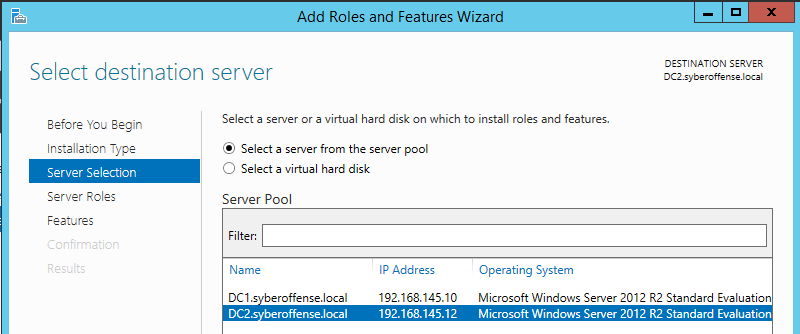 Add Roles and Features Wizard
Select destination server
DESTINATION SERVER
DC2.syberoffense.local
Before You Begin
Installation Type
Server Selection
Server Roles
Features
Confirmation
Results
Select a server or a virtual hard disk on which to install roles and features.
Select a server from the server pool
Select a virtual hard disk
Server Pool
Filter:
Name IP Address Operating System
DC1.syberoffense.local 192.168.145.10 Microsoft Windows Server 2012 R2 Standard Evaluation
DC2.syberoffense.local 192.168.145.12 Microsoft Windows Server 2012 R2 Standard Evaluation